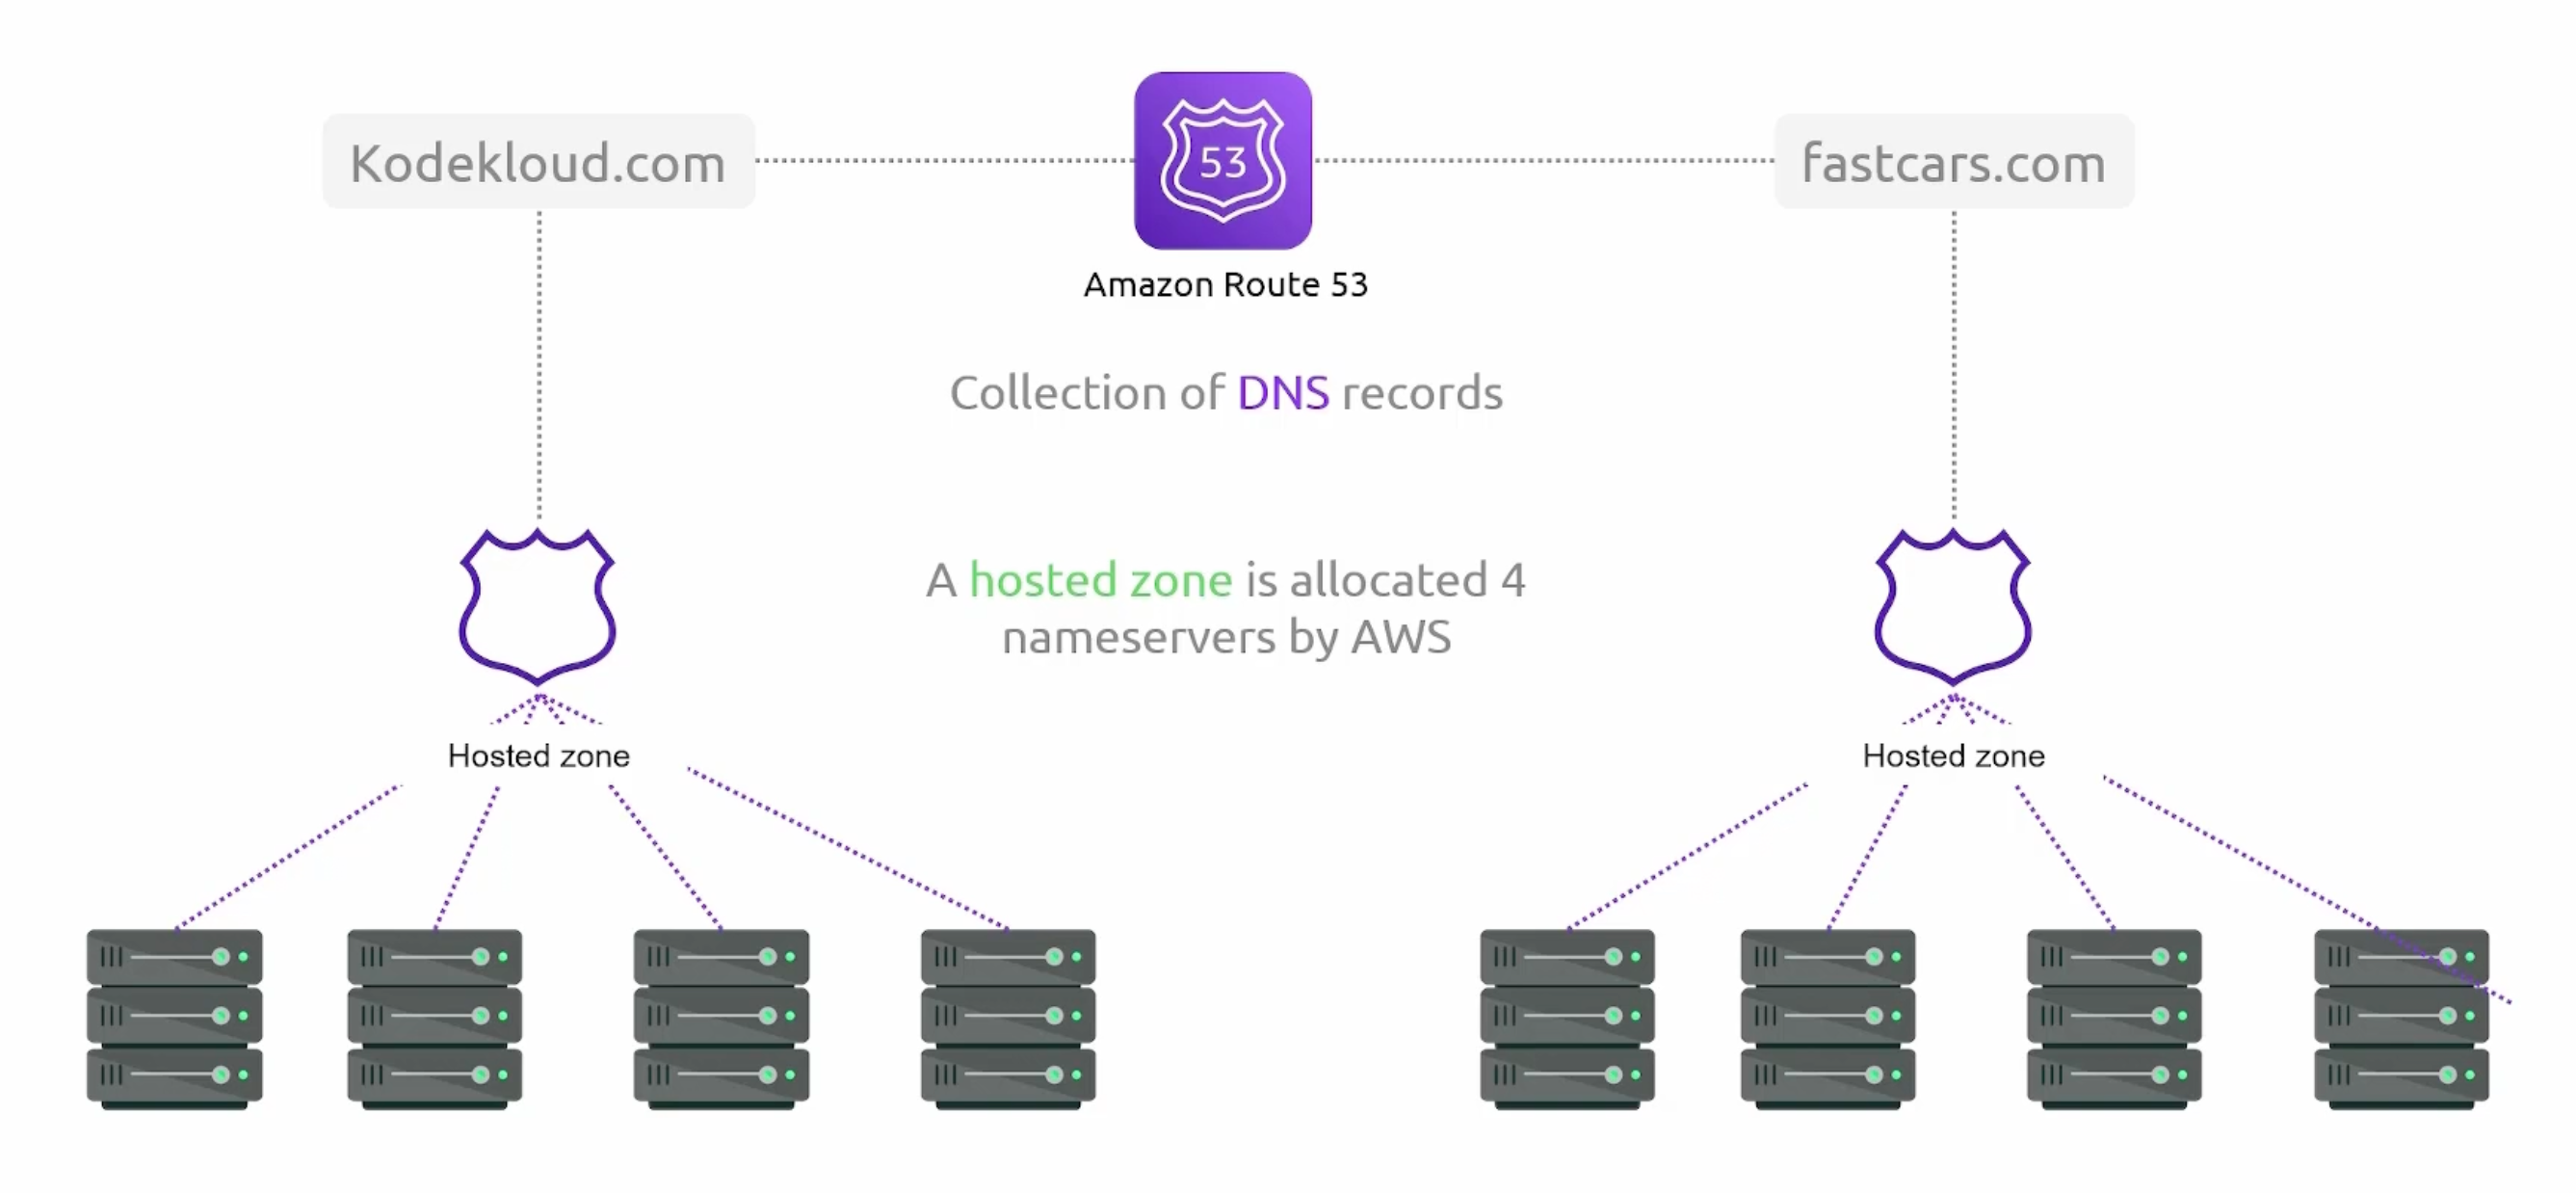 Kodekloud.com
53
fastcars.com
Amazon Route 53
Collection of DNS records
A hosted zone is allocated 4
nameservers by AWS
Hosted zone
Hosted zone